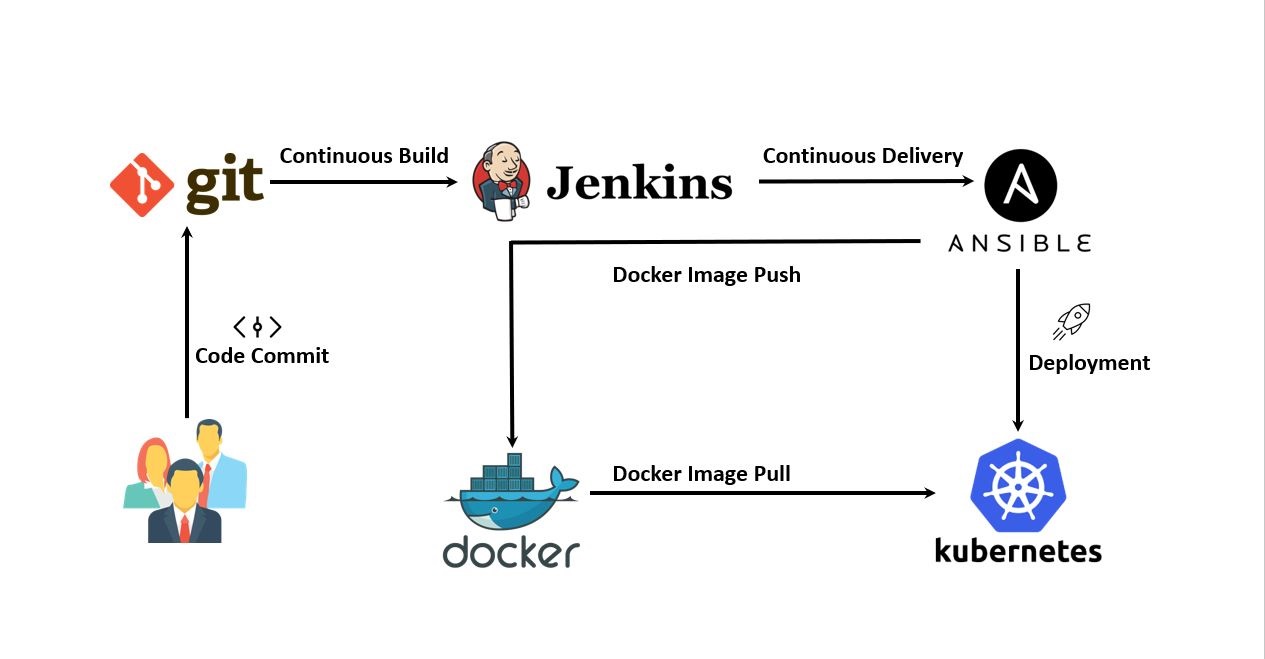 git
Continuous Build
Jenkins
Continuous Delivery
ANSIBLE
Docker Image Push
Code Commit
Deployment
Docker Image Pull
docker
kubernetes